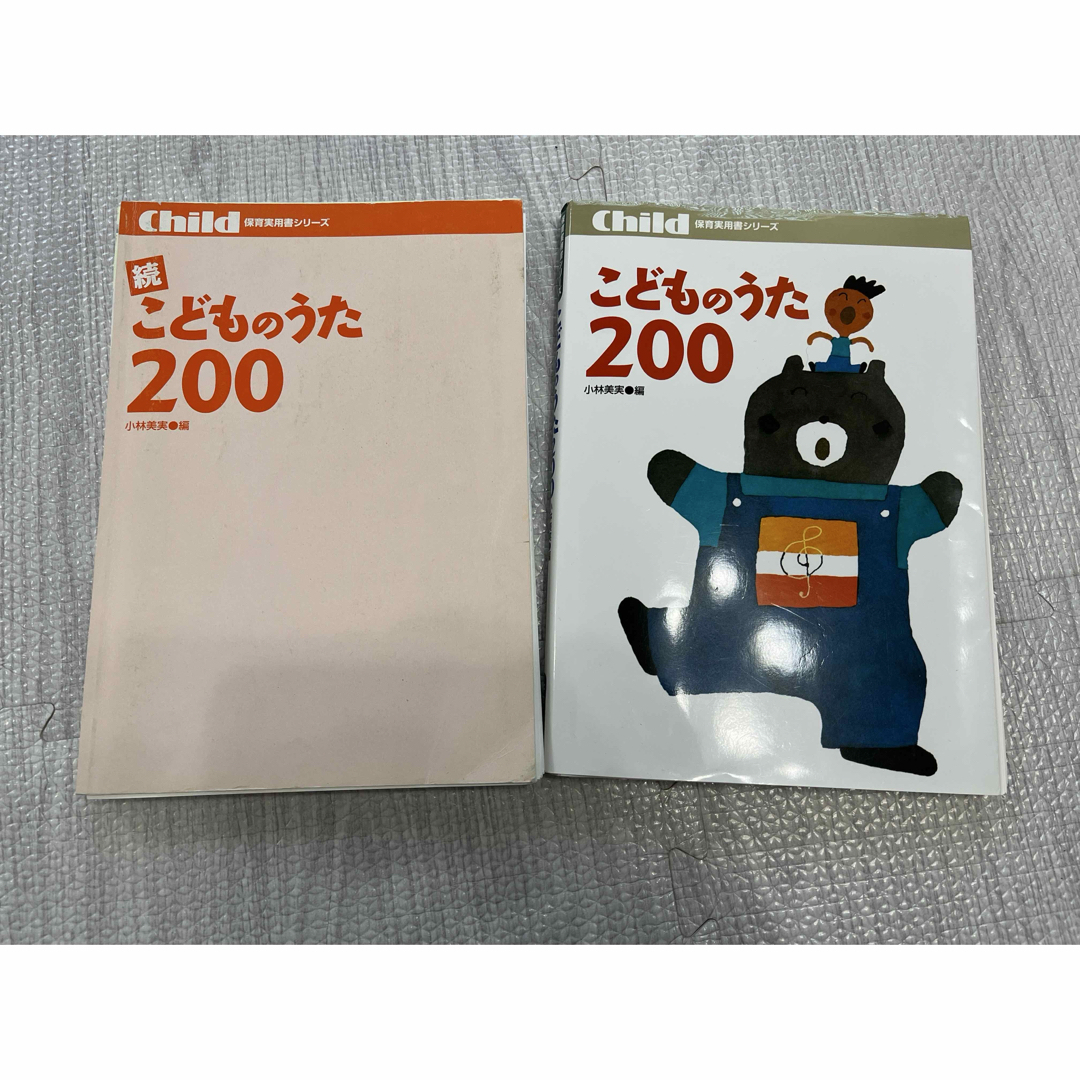 Child 保育実用書シリーズ
続
こどものうた
200
小林美実●編
Child 保育実用書シリーズ
こどものうた
200
小林美実●編